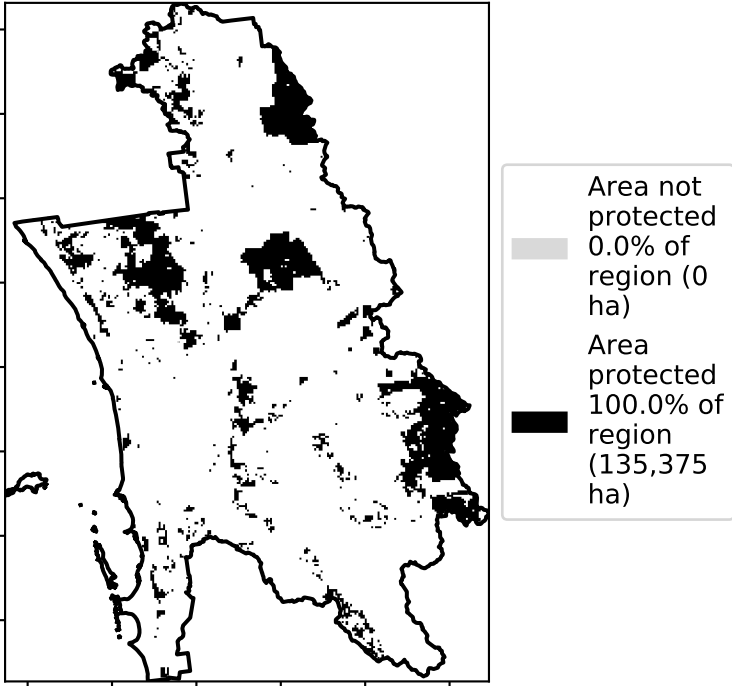 Area not
protected
0.0% of
region (0
ha)
Area
protected
100.0% of
region
(135,375
ha)